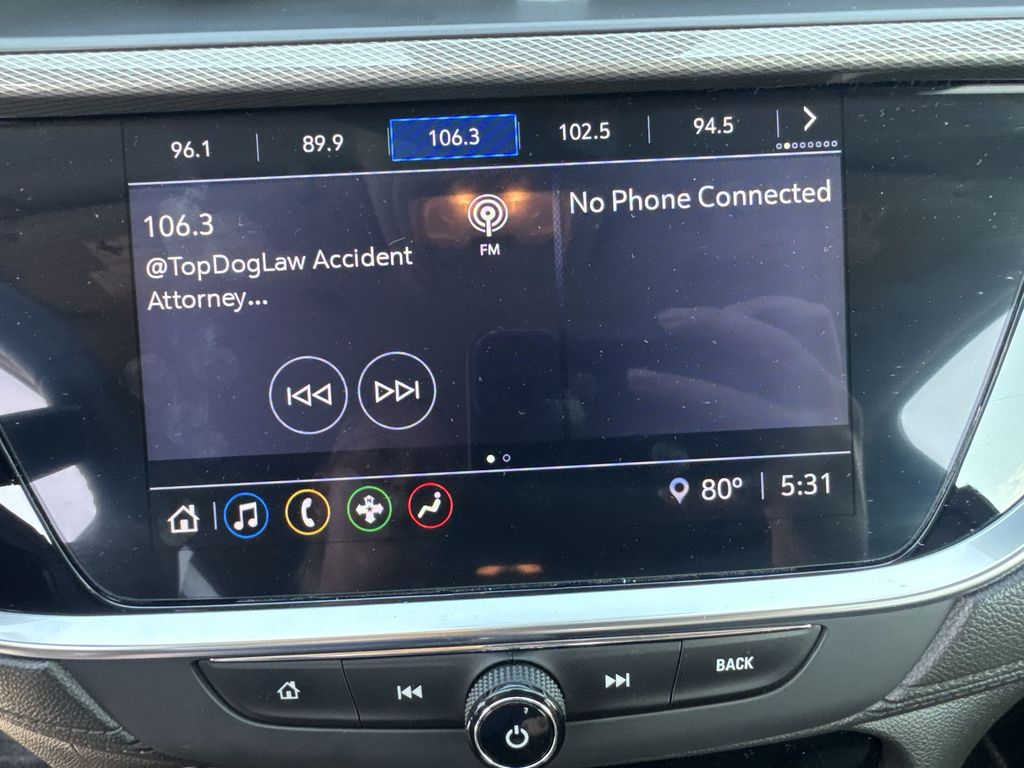 96.1 89.9 106.3 102.5 94.5
106.3
FM
@TopDogLaw Accident
Attorney...
No Phone Connected
80° 5:31
BACK